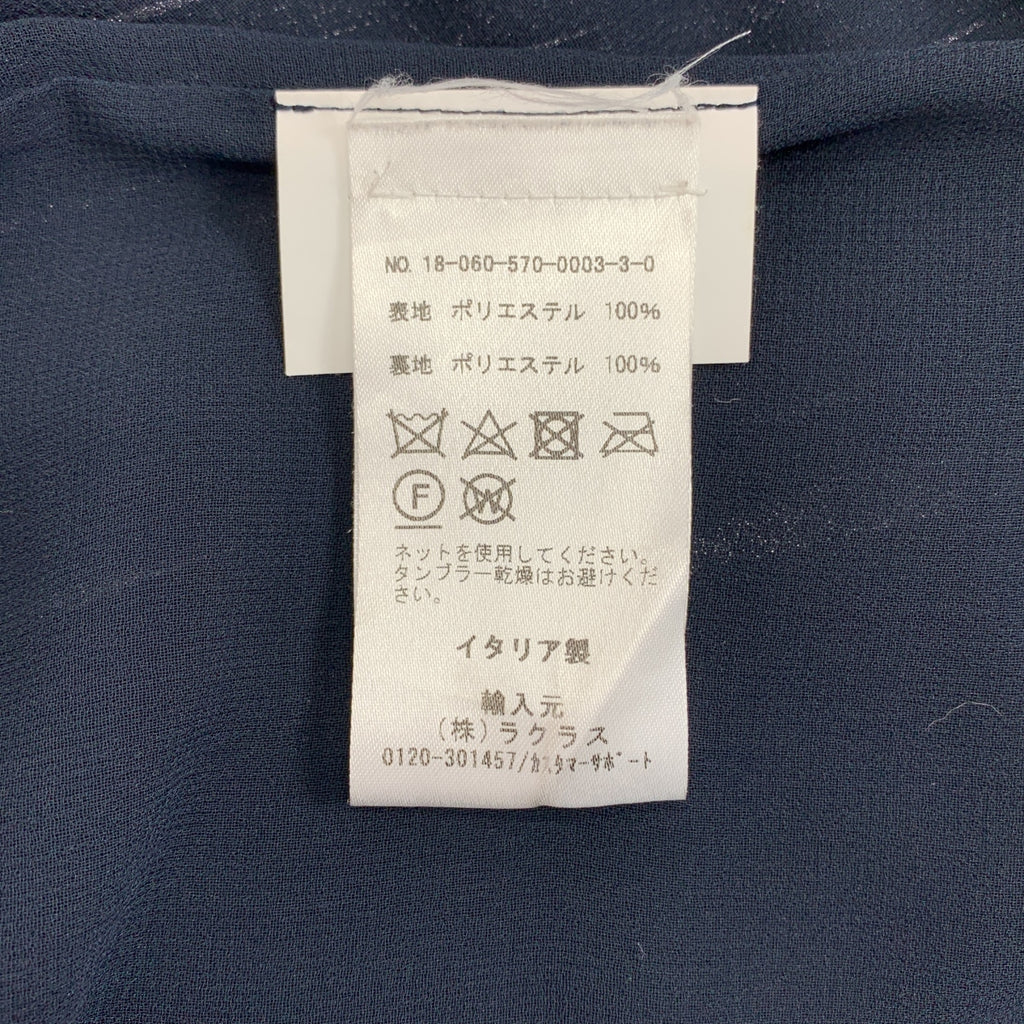 NO. 18-060-570-0003-3-0
表地 ポリエステル 100%
裏地 ポリエステル 100%
F
W
ネットを使用してください。
タンブラー乾燥はお避けくだ
さい。
イタリア製
輸入元
(株)ラクラス
0120-301457/カスタマーサポート